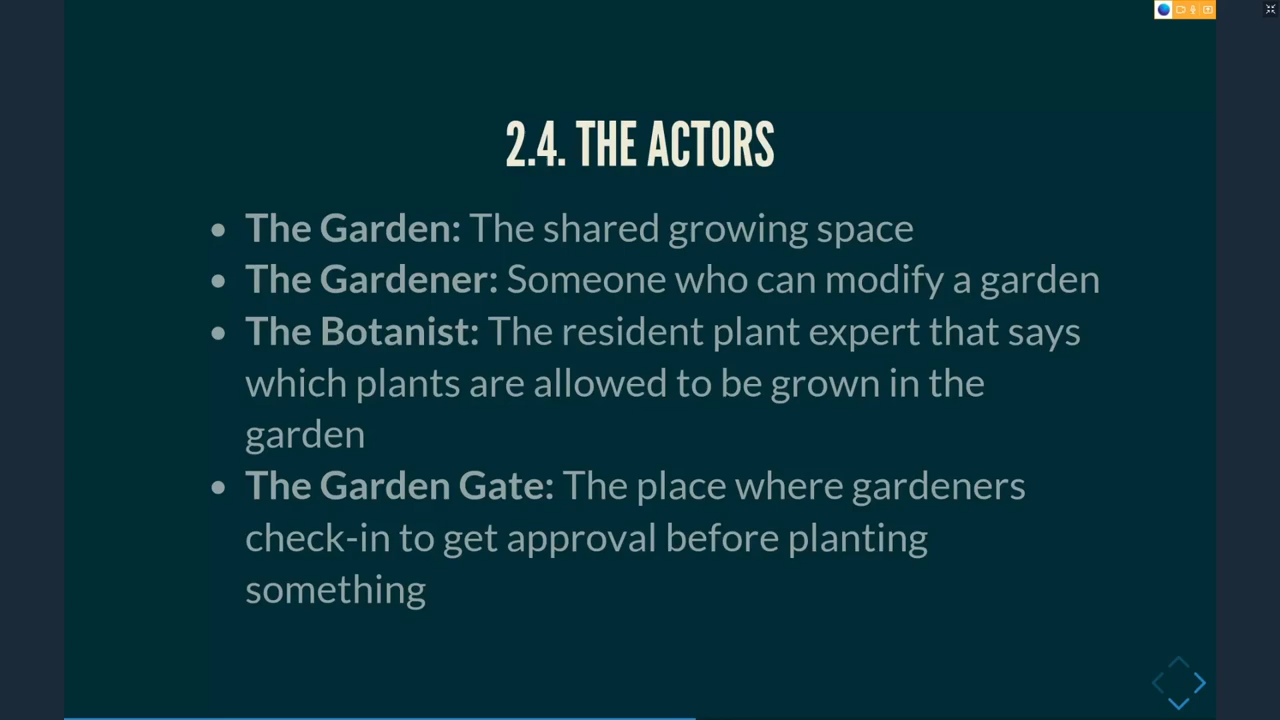 2.4. THE ACTORS
• The Garden: The shared growing space
• The Gardener: Someone who can modify a garden
• The Botanist: The resident plant expert that says
which plants are allowed to be grown in the
garden
• The Garden Gate: The place where gardeners
check-in to get approval before planting
something